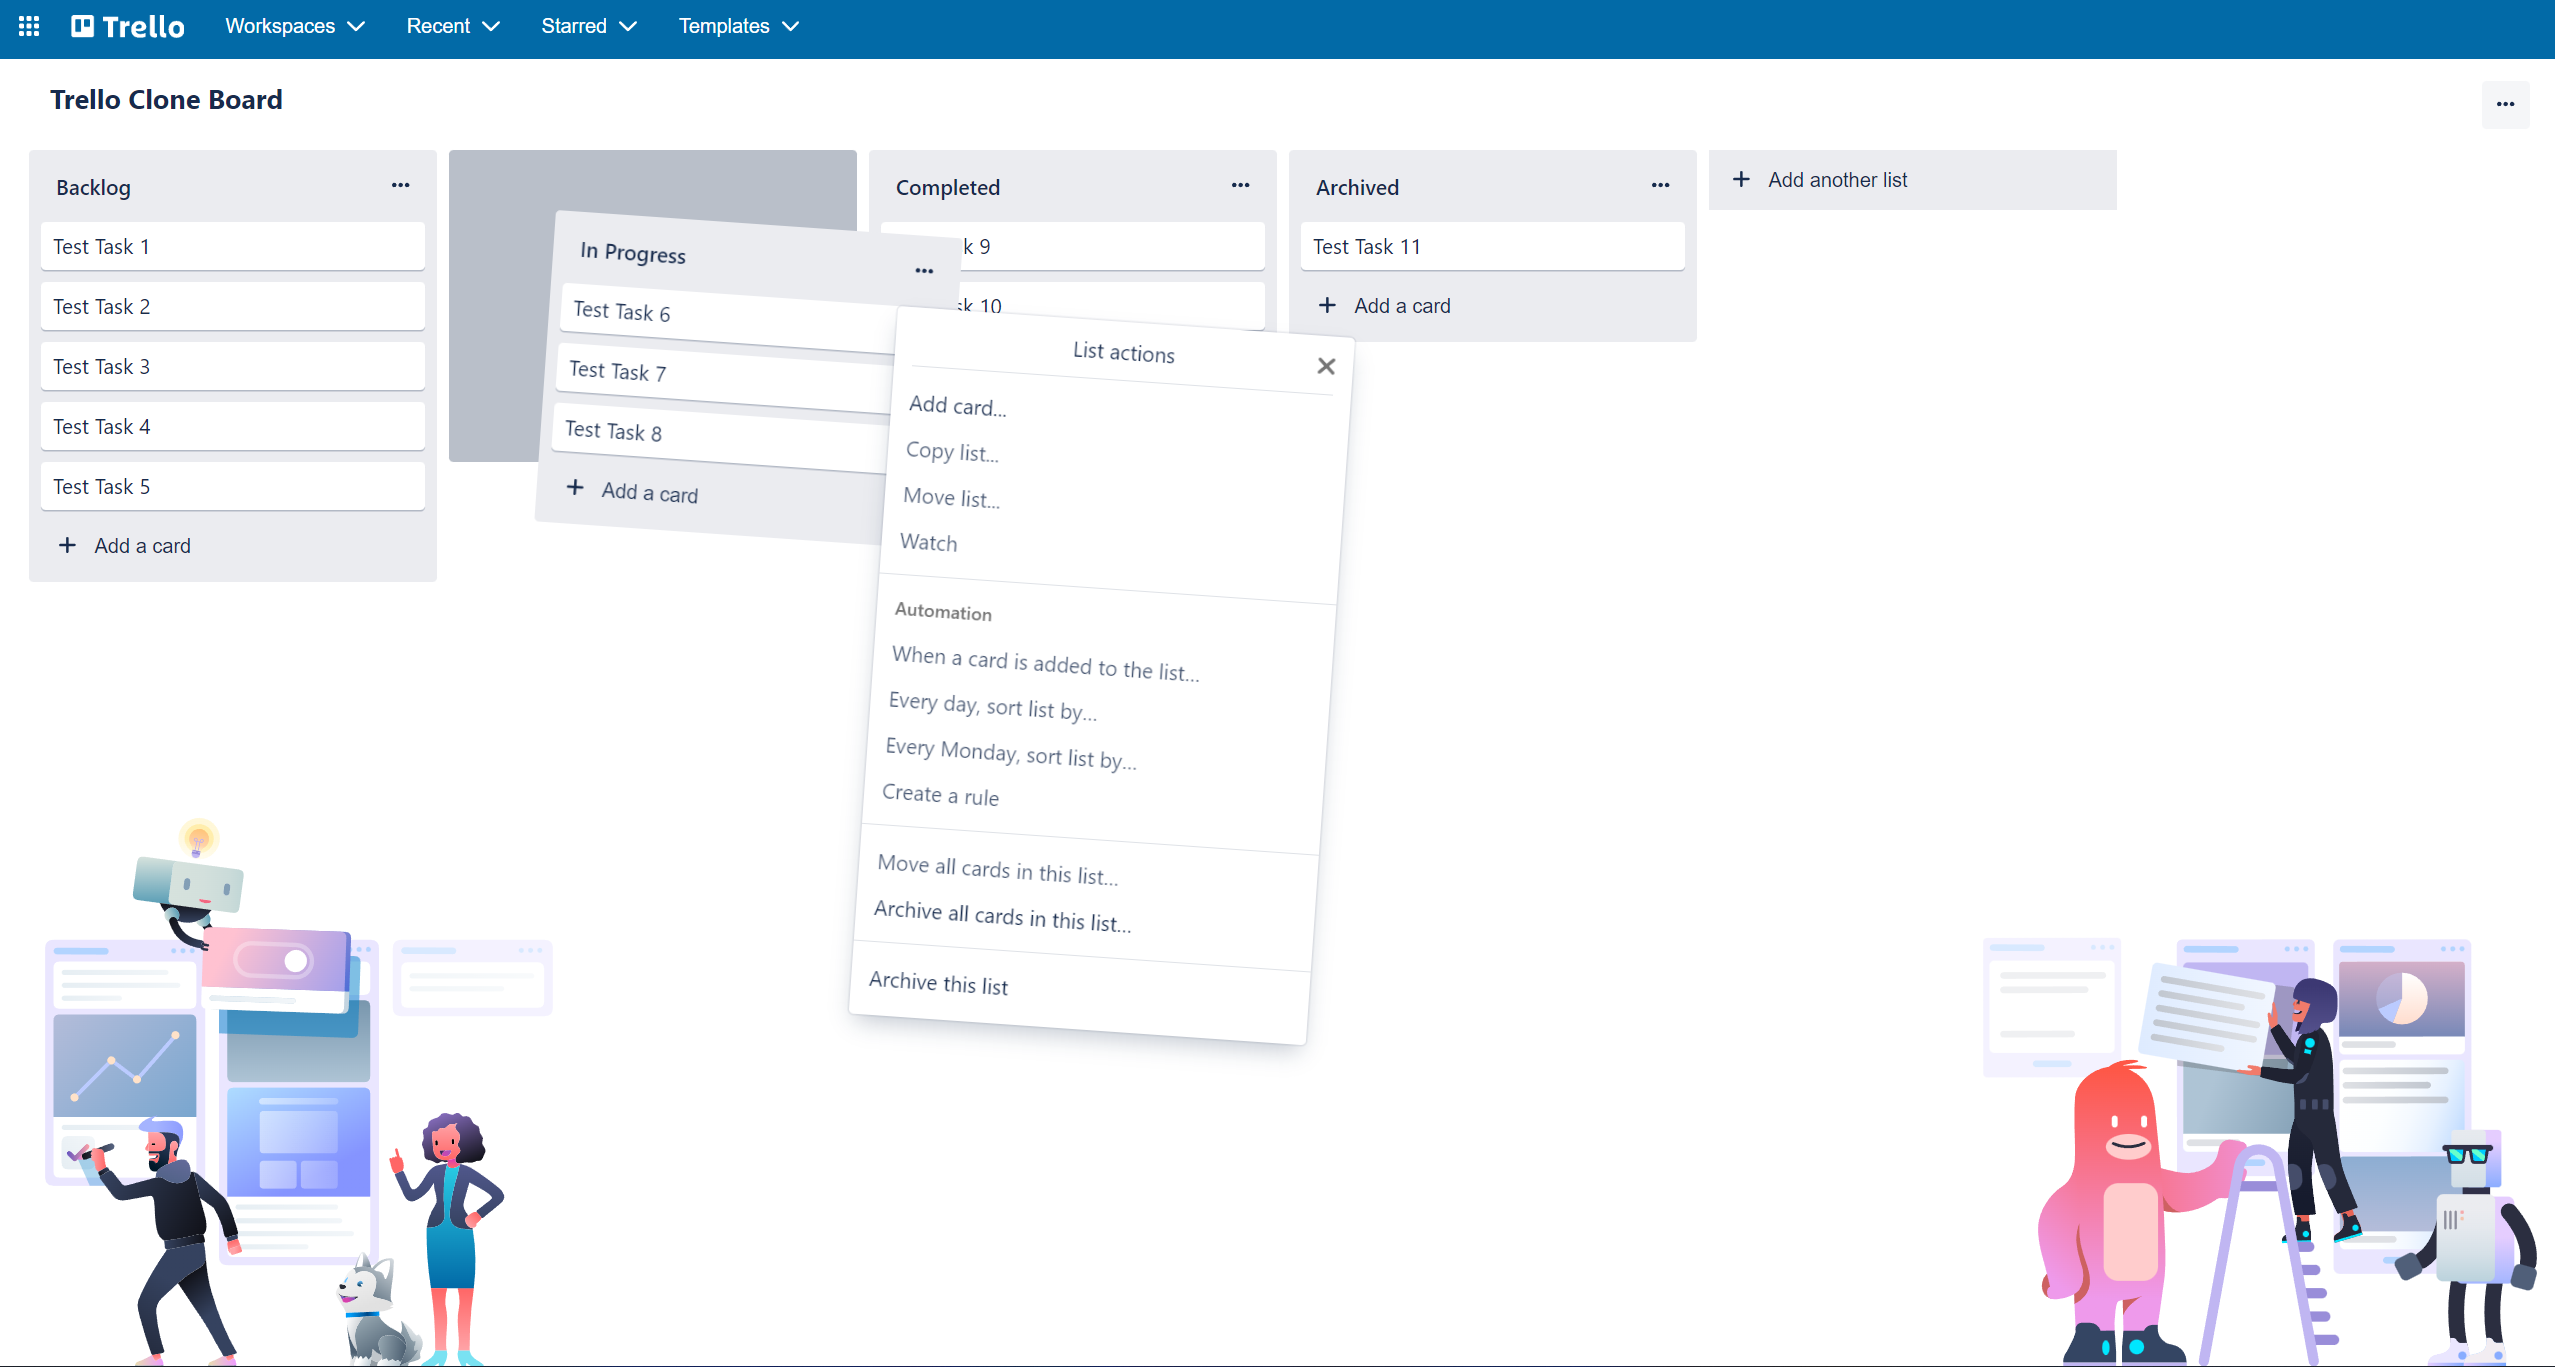 Trello
Workspaces
Recent
Starred
Templates
Trello Clone Board
Backlog
Test Task 1
Test Task 2
Test Task 3
Test Task 4
Test Task 5
Add a card
In Progress
Test Task 6
Test Task 7
Test Task 8
Add a card
List actions
Add card...
Copy list...
Move list...
Watch
Automation
When a card is added to the list...
Every day, sort list by...
Every Monday, sort list by...
Create a rule
Move all cards in this list...
Archive all cards in this list...
Archive this list
Completed
k 9
sk 10
Archived
Test Task 11
Add a card
Add another list